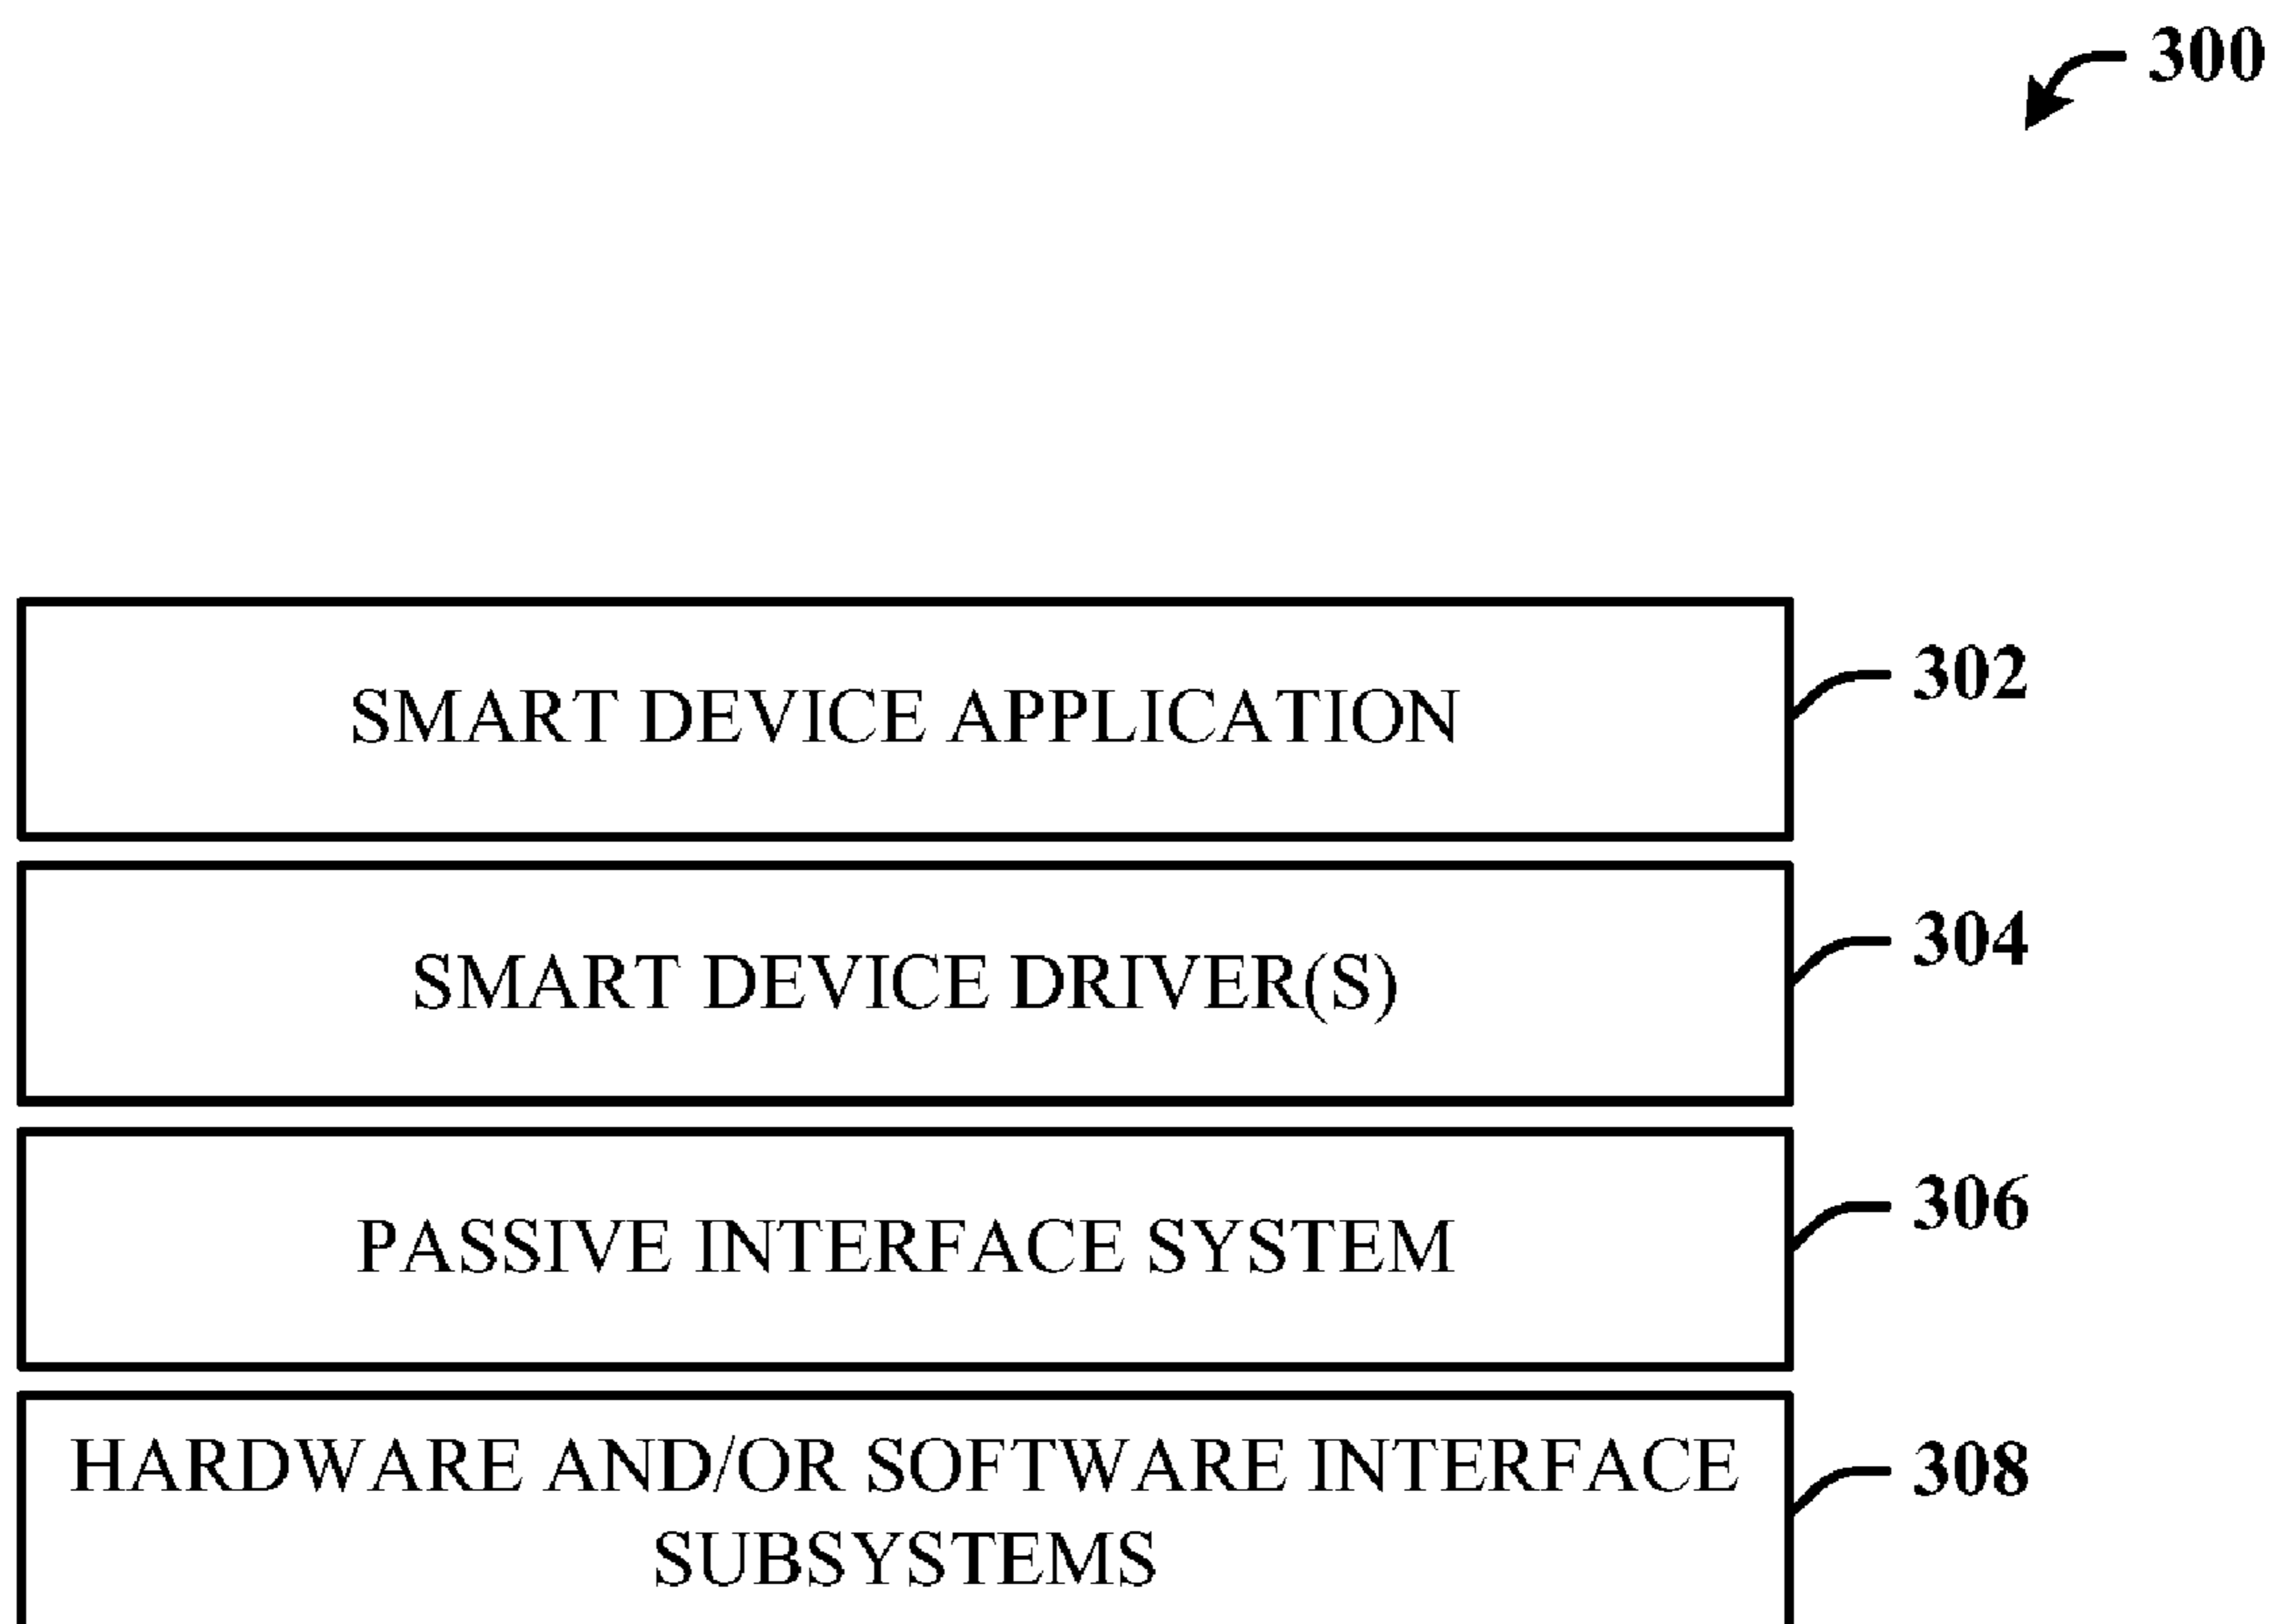 300
SMART DEVICE APPLICATION
302
SMART DEVICE DRIVER(S)
304
PASSIVE INTERFACE SYSTEM
306
HARDWARE AND/OR SOFTWARE INTERFACE
SUBSYSTEMS
308